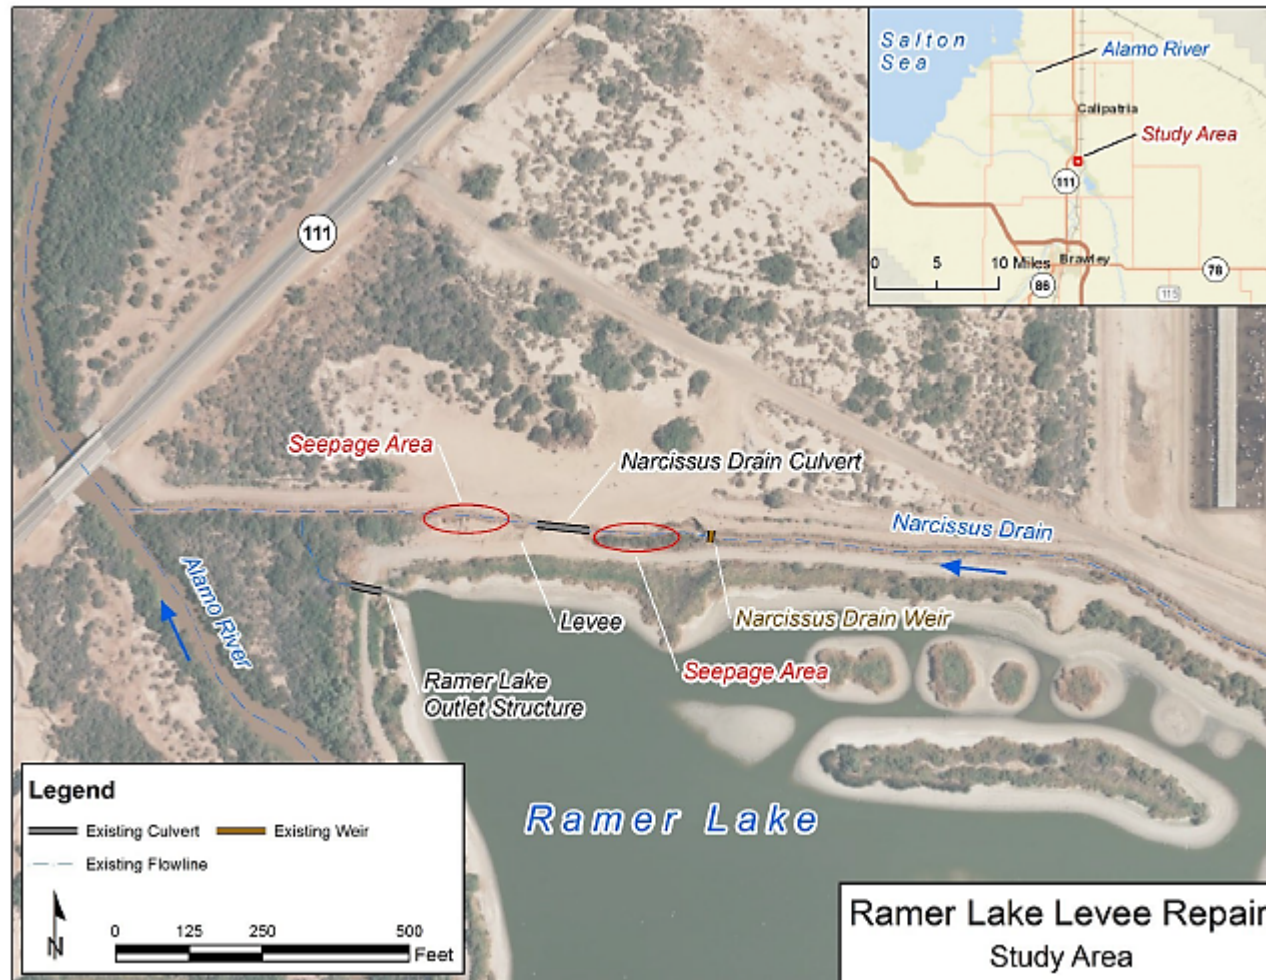 Salton
Sea
Alamo River
Calipatria
Study Area
111
0 5 10 Miles
Brawley
78
86
115
111
Seepage Area
Narcissus Drain Culvert
Narcissus Drain
Alamo River
Levee
Narcissus Drain Weir
Seepage Area
Ramer Lake
Outlet Structure
Ramer Lake
Legend
Existing Culvert
Existing Weir
Existing Flowline
N
0 125 250 500
Feet
Ramer Lake Levee Repair
Study Area